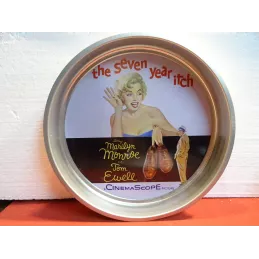 the seven year itch
Marilyn
Monroe
Tom
Ewell
A CINEMASCOPE